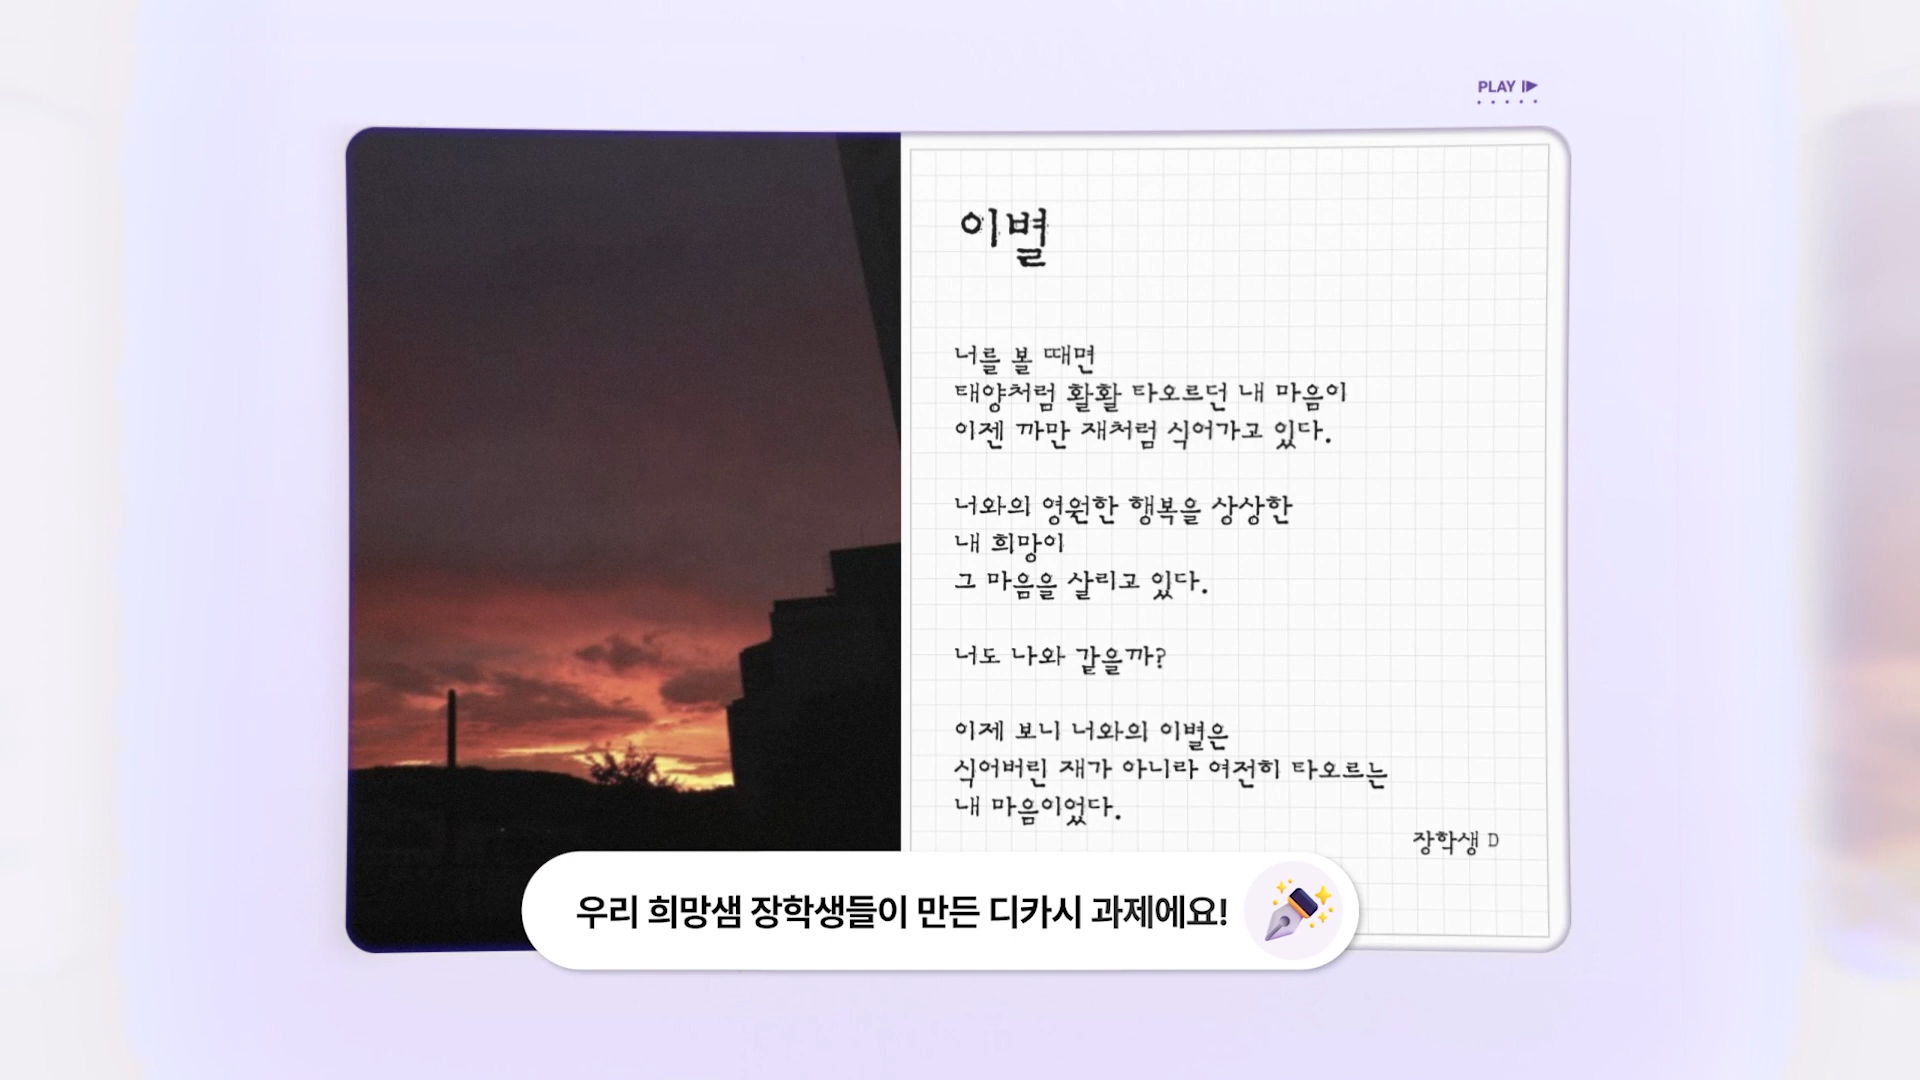 PLAY
이별
너를 볼 때면
태양처럼 활활 타오르던 내 마음이
이젠 까만 재처럼 식어가고 있다.
너와의 영원한 행복을 상상한
내 희망이
그 마음을 살리고 있다.
너도 나와 같을까?
이제 보니 너와의 이별은
식어버린 재가 아니라 여전히 타오르는
내 마음이었다.
장학생 D
우리 희망샘 장학생들이 만든 디카시 과제에요!